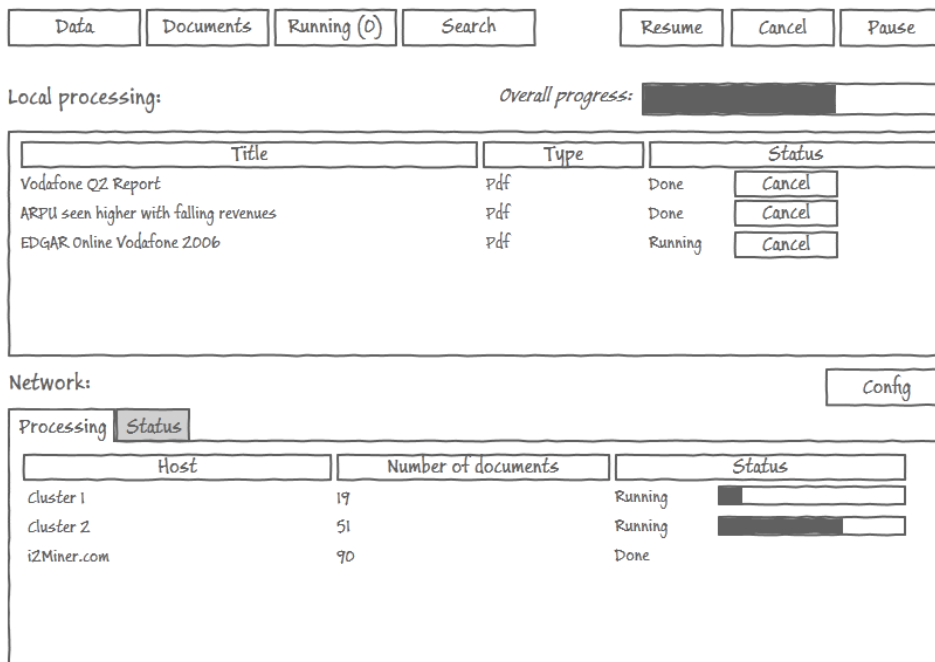 Data Documents Running (0) Search Resume Cancel Pause
Local processing: Overall progress:
Title Type Status
Vodafone Q2 Report Pdf Done Cancel
ARPU seen higher with falling revenues Pdf Done Cancel
EDGAR Online Vodafone 2006 Pdf Running Cancel
Network: Config
Processing Status
Host Number of documents Status
Cluster 1 19 Running
Cluster 2 51 Running
i2Miner.com 90 Done